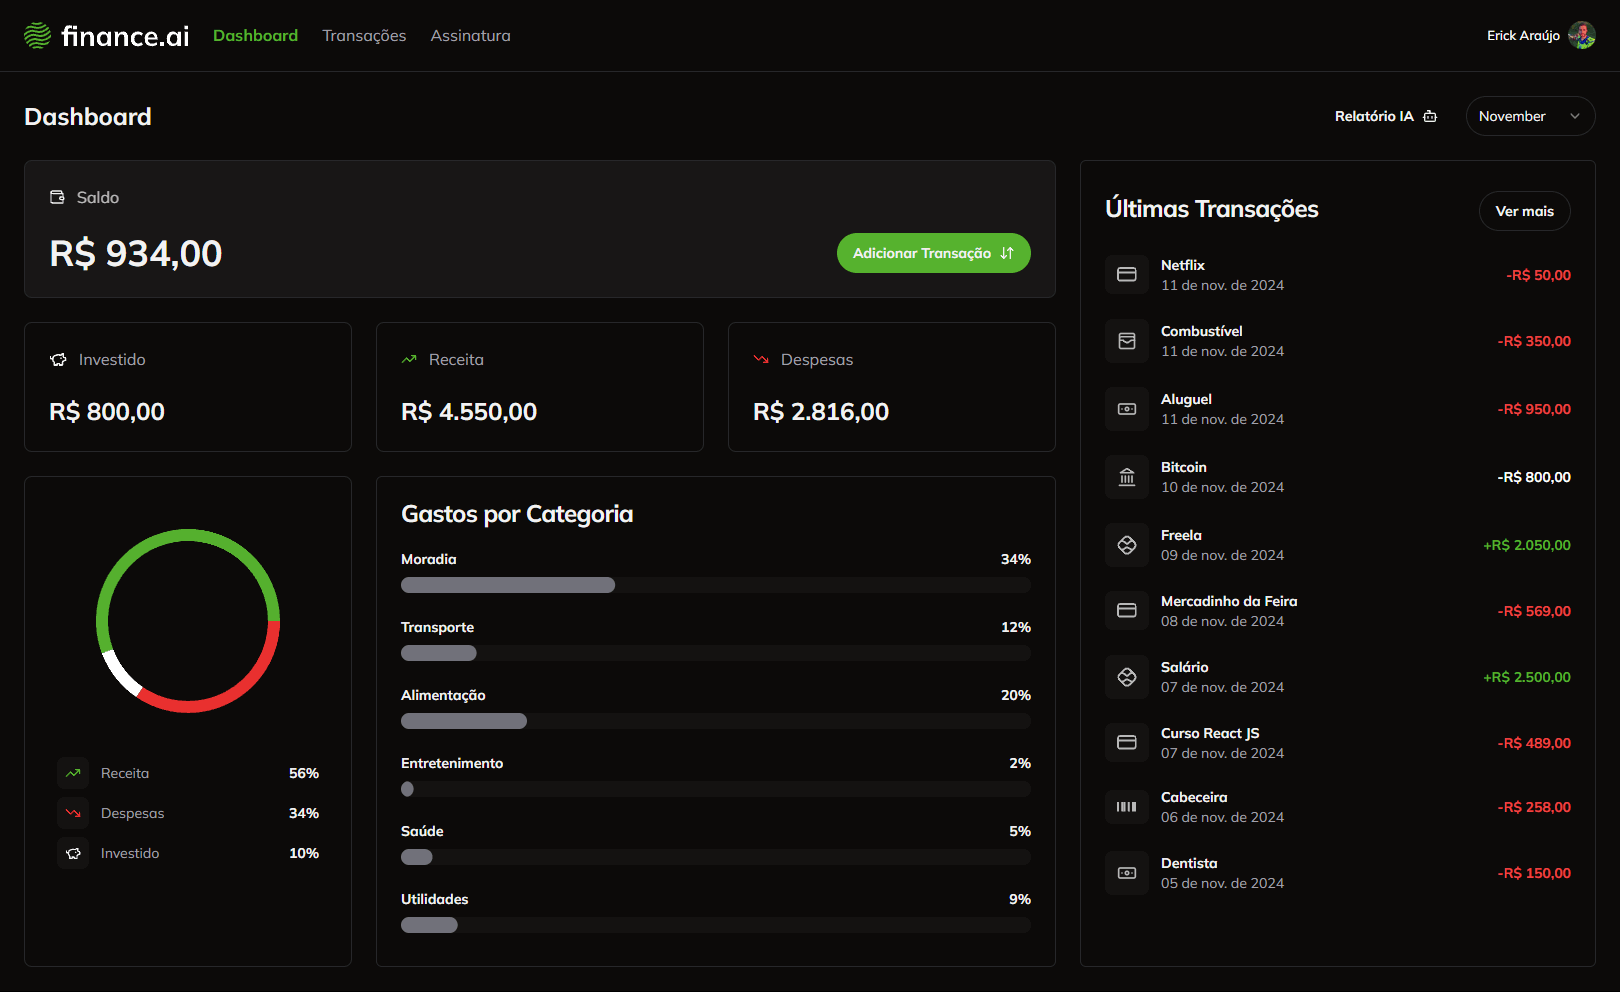 finance.ai
Dashboard
Transações
Assinatura
Erick Araújo
Dashboard
Relatório IA
November
Saldo
R$ 934,00
Adicionar Transação
Investido
R$ 800,00
Receita
R$ 4.550,00
Despesas
R$ 2.816,00
Receita 56%
Despesas 34%
Investido 10%
Gastos por Categoria
Moradia 34%
Transporte 12%
Alimentação 20%
Entretenimento 2%
Saúde 5%
Utilidades 9%
Últimas Transações
Ver mais
Netflix
11 de nov. de 2024
-R$ 50,00
Combustível
11 de nov. de 2024
-R$ 350,00
Aluguel
11 de nov. de 2024
-R$ 950,00
Bitcoin
10 de nov. de 2024
-R$ 800,00
Freela
09 de nov. de 2024
+R$ 2.050,00
Mercadinho da Feira
08 de nov. de 2024
-R$ 569,00
Salário
07 de nov. de 2024
+R$ 2.500,00
Curso React JS
07 de nov. de 2024
-R$ 489,00
Cabeceira
06 de nov. de 2024
-R$ 258,00
Dentista
05 de nov. de 2024
-R$ 150,00